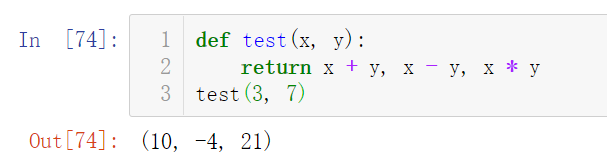 In [74]: 1 def test(x, y):
2     return x + y, x - y, x * y
3 test(3, 7)
Out[74]: (10, -4, 21)